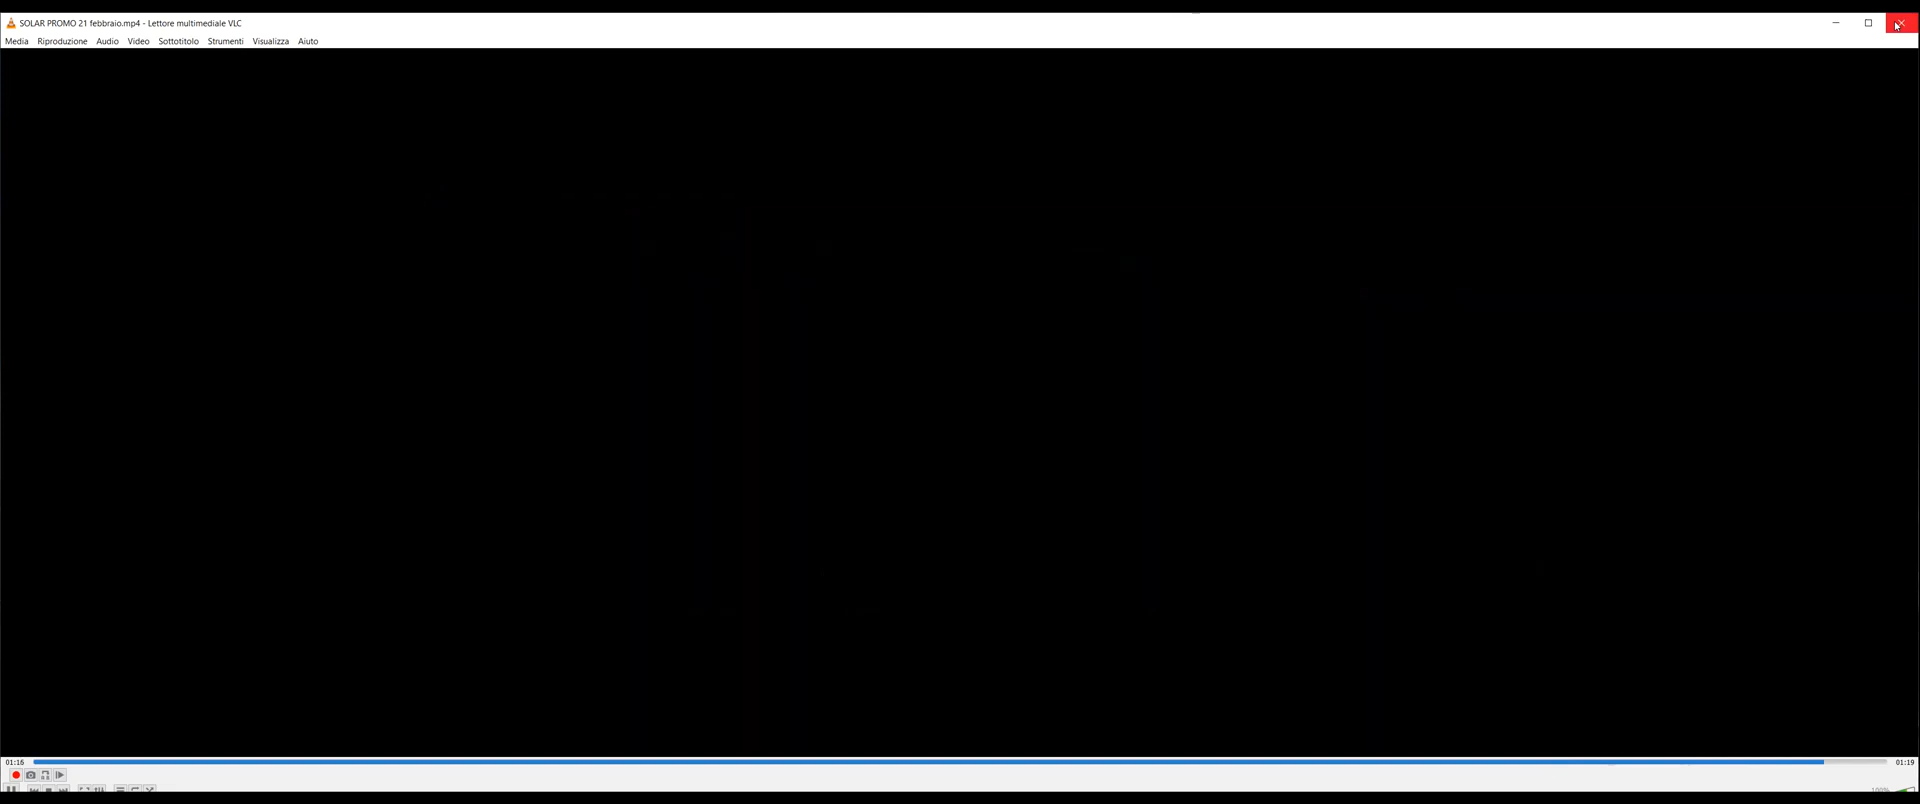 SOLAR PROMO 21 febbraio.mp4 - Lettore multimediale VLC
Media Riproduzione Audio Video Sottotitolo Strumenti Visualizza Aiuto
01:16 01:19
100%